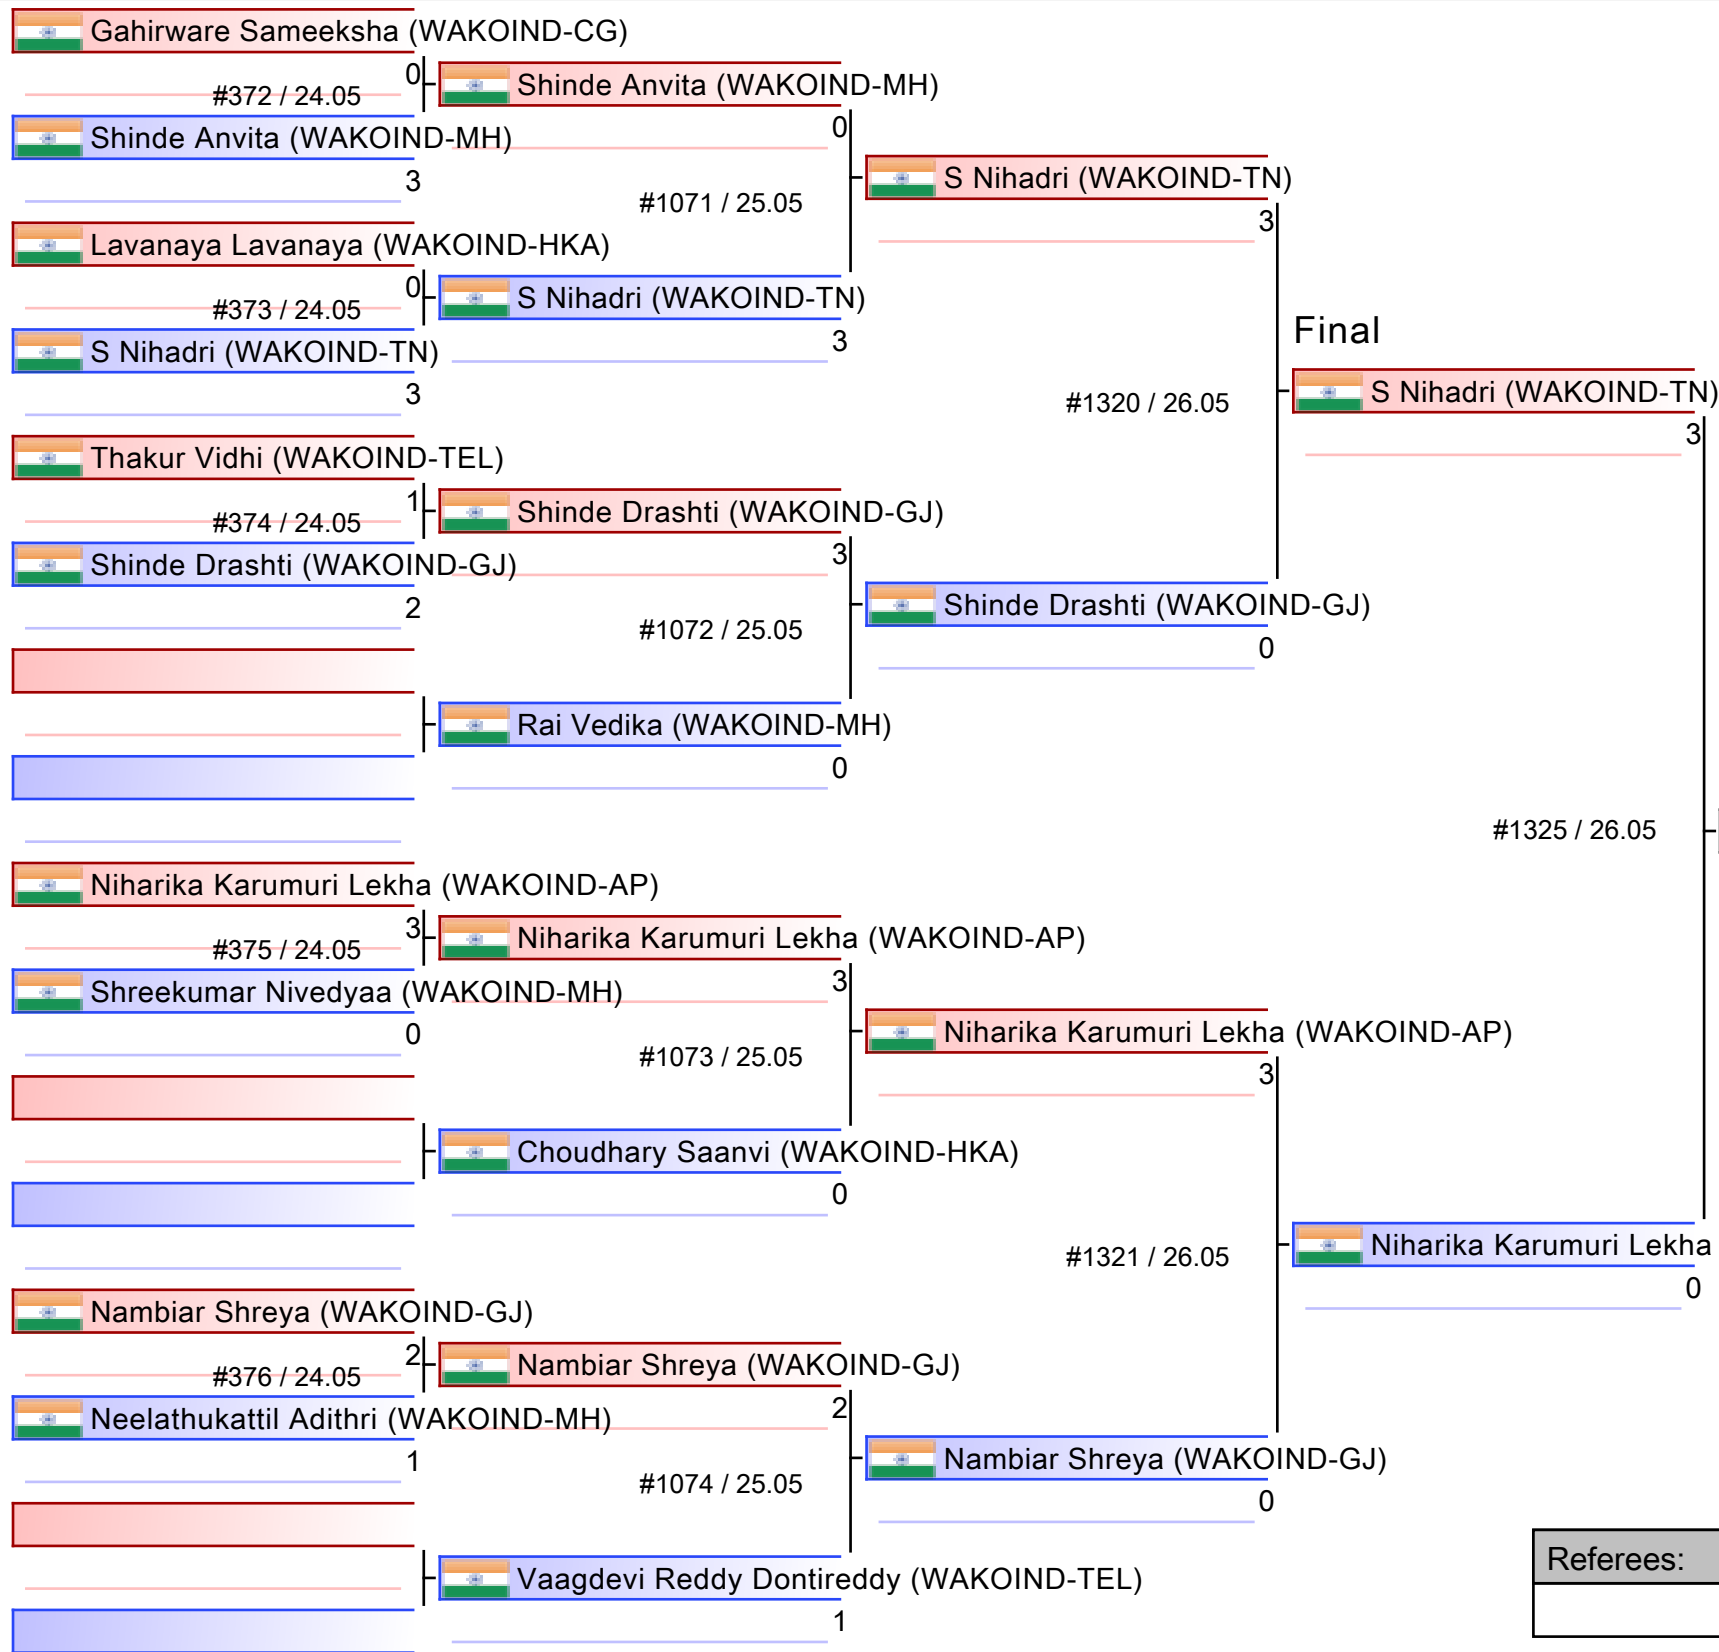 Gahirware Sameeksha (WAKOIND-CG)
0
#372 / 24.05
Shinde Anvita (WAKOIND-MH)
3
Lavanaya Lavanaya (WAKOIND-HKA)
0
#373 / 24.05
S Nihadri (WAKOIND-TN)
3
Thakur Vidhi (WAKOIND-TEL)
1
#374 / 24.05
Shinde Drashti (WAKOIND-GJ)
2
Niharika Karumuri Lekha (WAKOIND-AP)
3
#375 / 24.05
Shreekumar Nivedyaa (WAKOIND-MH)
0
Nambiar Shreya (WAKOIND-GJ)
2
#376 / 24.05
Neelathukattil Adithri (WAKOIND-MH)
1
Shinde Anvita (WAKOIND-MH)
0
#1071 / 25.05
S Nihadri (WAKOIND-TN)
3
Shinde Drashti (WAKOIND-GJ)
3
#1072 / 25.05
Rai Vedika (WAKOIND-MH)
0
Niharika Karumuri Lekha (WAKOIND-AP)
3
#1073 / 25.05
Choudhary Saanvi (WAKOIND-HKA)
0
Nambiar Shreya (WAKOIND-GJ)
2
#1074 / 25.05
Vaagdevi Reddy Dontireddy (WAKOIND-TEL)
1
S Nihadri (WAKOIND-TN)
3
#1320 / 26.05
Shinde Drashti (WAKOIND-GJ)
0
Niharika Karumuri Lekha (WAKOIND-AP)
3
#1321 / 26.05
Nambiar Shreya (WAKOIND-GJ)
0
Final
S Nihadri (WAKOIND-TN)
3
#1325 / 26.05
Niharika Karumuri Lekha
0
Referees: